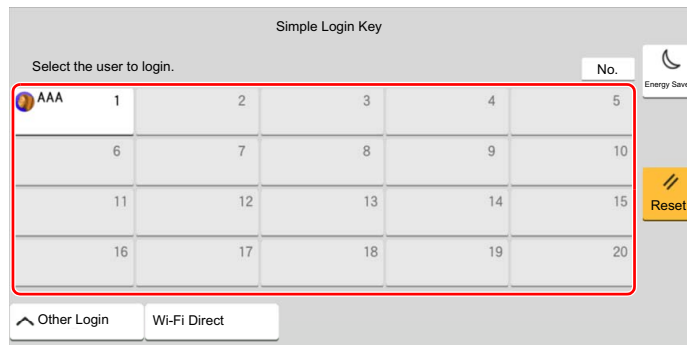 Simple Login Key
Select the user to login.
No.
Energy Save
AAA 1 2 3 4 5
6 7 8 9 10
11 12 13 14 15
Reset
16 17 18 19 20
Other Login Wi-Fi Direct